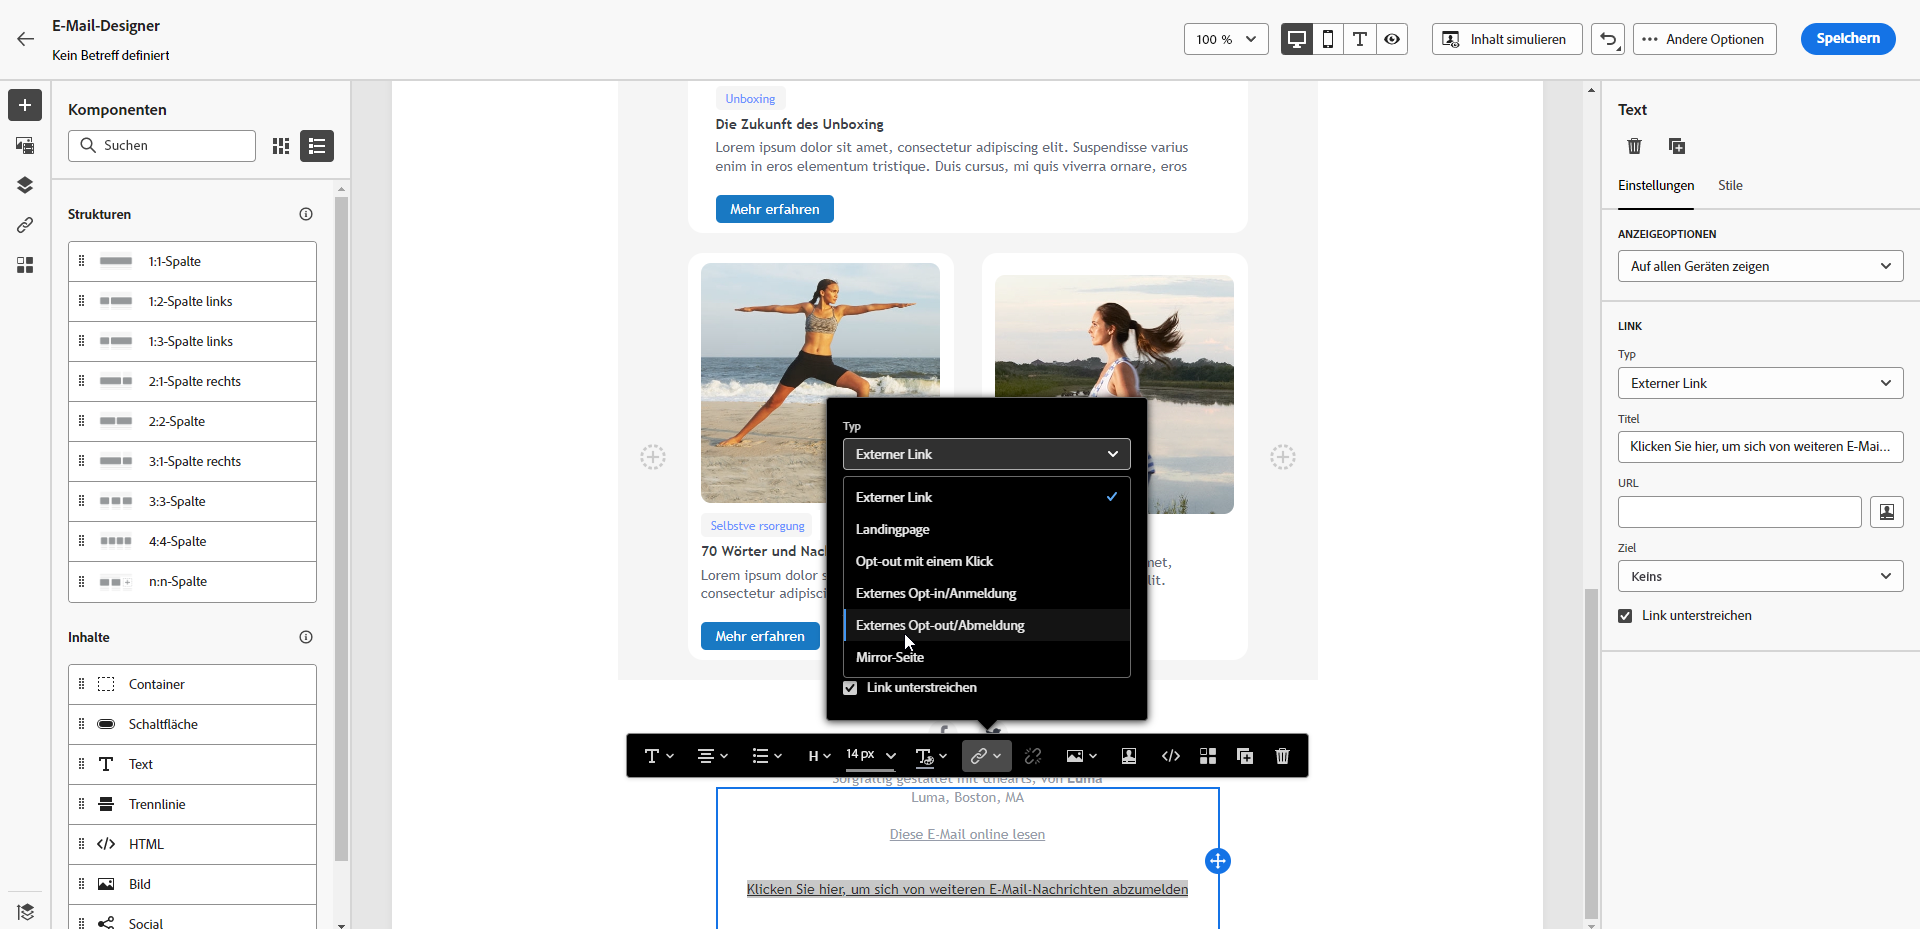 E-Mail-Designer
Kein Betreff definiert
100 %
Inhalt simulieren
Andere Optionen
Speichern
Komponenten
Suchen
Strukturen
1:1-Spalte
1:2-Spalte links
1:3-Spalte links
2:1-Spalte rechts
2:2-Spalte
3:1-Spalte rechts
3:3-Spalte
4:4-Spalte
n:n-Spalte
Inhalte
Container
Schaltfläche
Text
Trennlinie
HTML
Bild
Social
Unboxing
Die Zukunft des Unboxing
Lorem ipsum dolor sit amet, consectetur adipiscing elit. Suspendisse varius
enim in eros elementum tristique. Duis cursus, mi quis viverra ornare, eros
Mehr erfahren
Selbstve rsorgung
70 Wörter und Nac
Lorem ipsum dolor s
consectetur adipisci
Mehr erfahren
met,
lit.
Typ
Externer Link
Externer Link
Landingpage
Opt-out mit einem Klick
Externes Opt-in/Anmeldung
Externes Opt-out/Abmeldung
Mirror-Seite
Link unterstreichen
H
14 px
Sorgfältig gestaltet mit &hearts, von Luma
Luma, Boston, MA
Diese E-Mail online lesen
Klicken Sie hier, um sich von weiteren E-Mail-Nachrichten abzumelden
Text
Einstellungen
Stile
ANZEIGEOPTIONEN
Auf allen Geräten zeigen
LINK
Typ
Externer Link
Titel
Klicken Sie hier, um sich von weiteren E-Mai...
URL
Ziel
Keins
Link unterstreichen